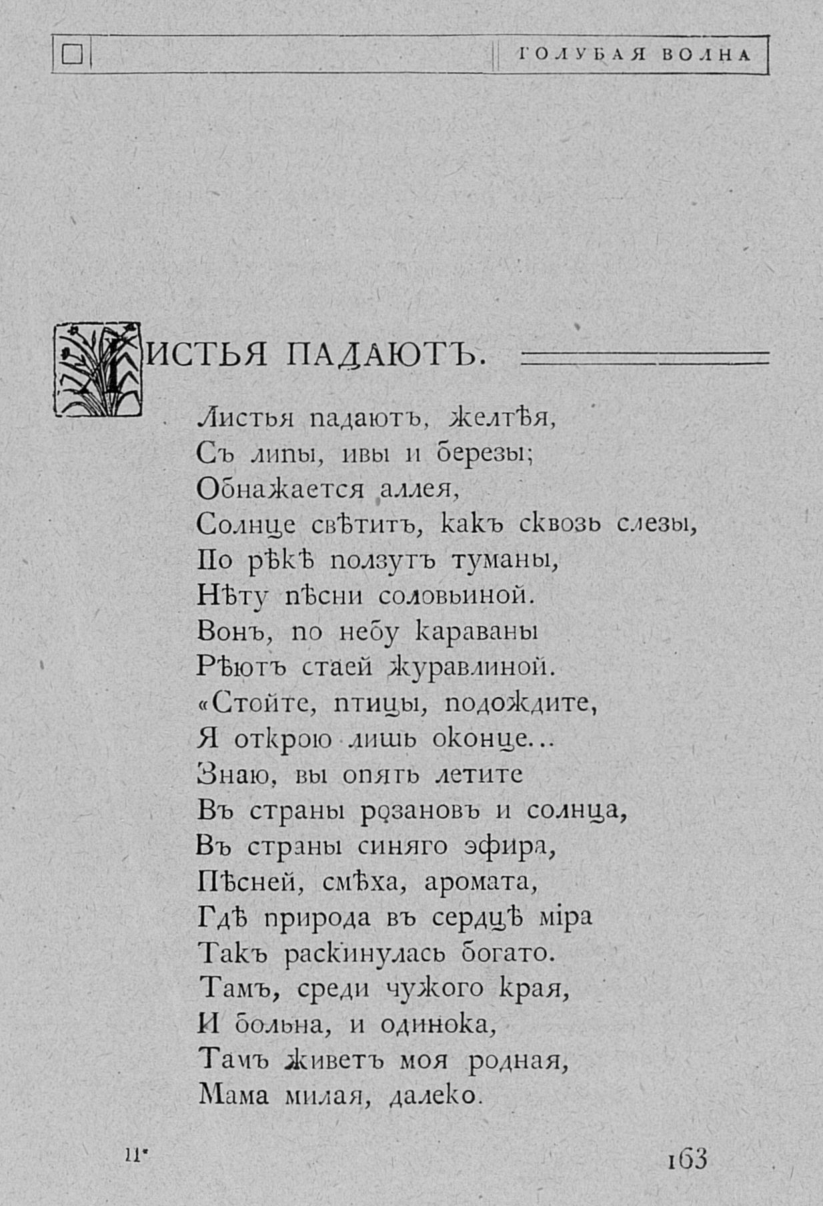 ГОЛУБАЯ ВОЛНА
ЛИСТЬЯ ПАДАЮТЪ.
Листья падаютъ, желтѣя,
Съ липы, ивы и березы;
Обнажается аллея,
Солнце свѣтитъ, какъ сквозь слезы,
По рѣкѣ ползутъ туманы,
Нѣту пѣсни соловьиной.
Вонъ, по небу караваны
Рѣютъ стаей журавлиной.
«Стойте, птицы, подождите,
Я открою лишь оконце...
Знаю, вы опять летите
Въ страны розановъ и солнца,
Въ страны синяго эфира,
Пѣсней, смѣха, аромата,
Гдѣ природа въ сердцѣ міра
Такъ раскинулась богато.
Тамъ, среди чужого края,
И больна, и одинока,
Тамъ живетъ моя родная,
Мама милая, далеко.
11*
163